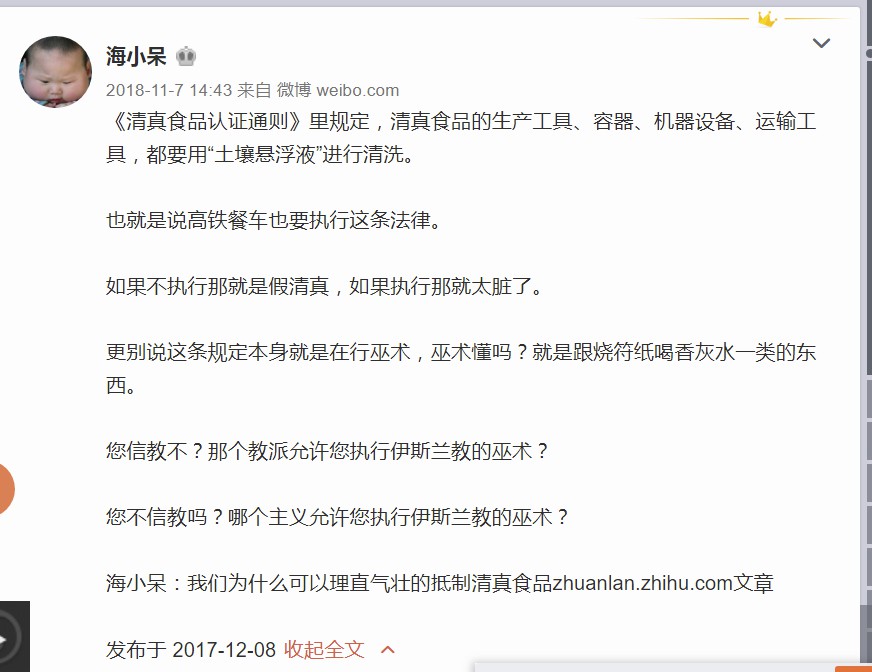 海小呆
2018-11-7 14:43 来自 微博 weibo.com
《清真食品认证通则》里规定，清真食品的生产工具、容器、机器设备、运输工
具，都要用“土壤悬浮液”进行清洗。
也就是说高铁餐车也要执行这条法律。
如果不执行那就是假清真，如果执行那就太脏了。
更别说这条规定本身就是在行巫术，巫术懂吗？就是跟烧符纸喝香灰水一类的东
西。
您信教不？那个教派允许您执行伊斯兰教的巫术？
您不信教吗？哪个主义允许您执行伊斯兰教的巫术？
海小呆：我们为什么可以理直气壮的抵制清真食品zhuanlan.zhihu.com文章
发布于 2017-12-08 收起全文